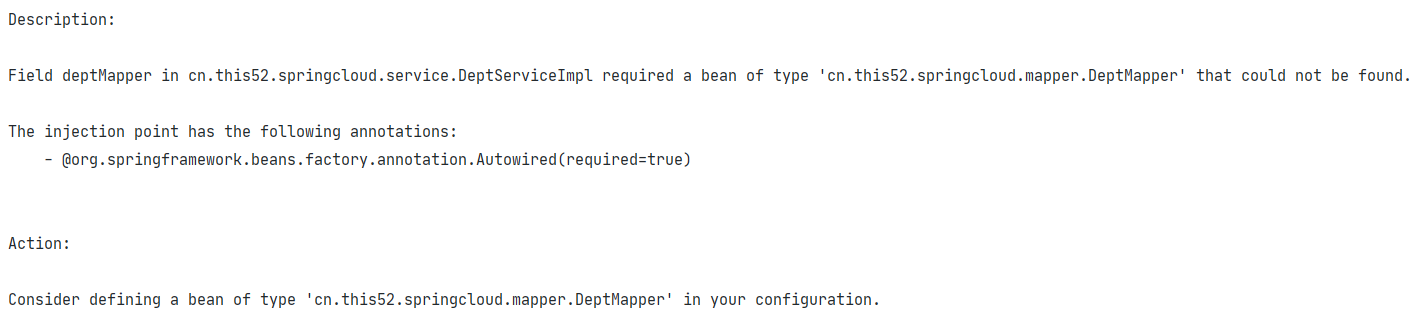 Description:
Field deptMapper in cn.this52.springcloud.service.DeptServiceImpl required a bean of type 'cn.this52.springcloud.mapper.DeptMapper' that could not be found.
The injection point has the following annotations:
- @org.springframework.beans.factory.annotation.Autowired(required=true)
Action:
Consider defining a bean of type 'cn.this52.springcloud.mapper.DeptMapper' in your configuration.